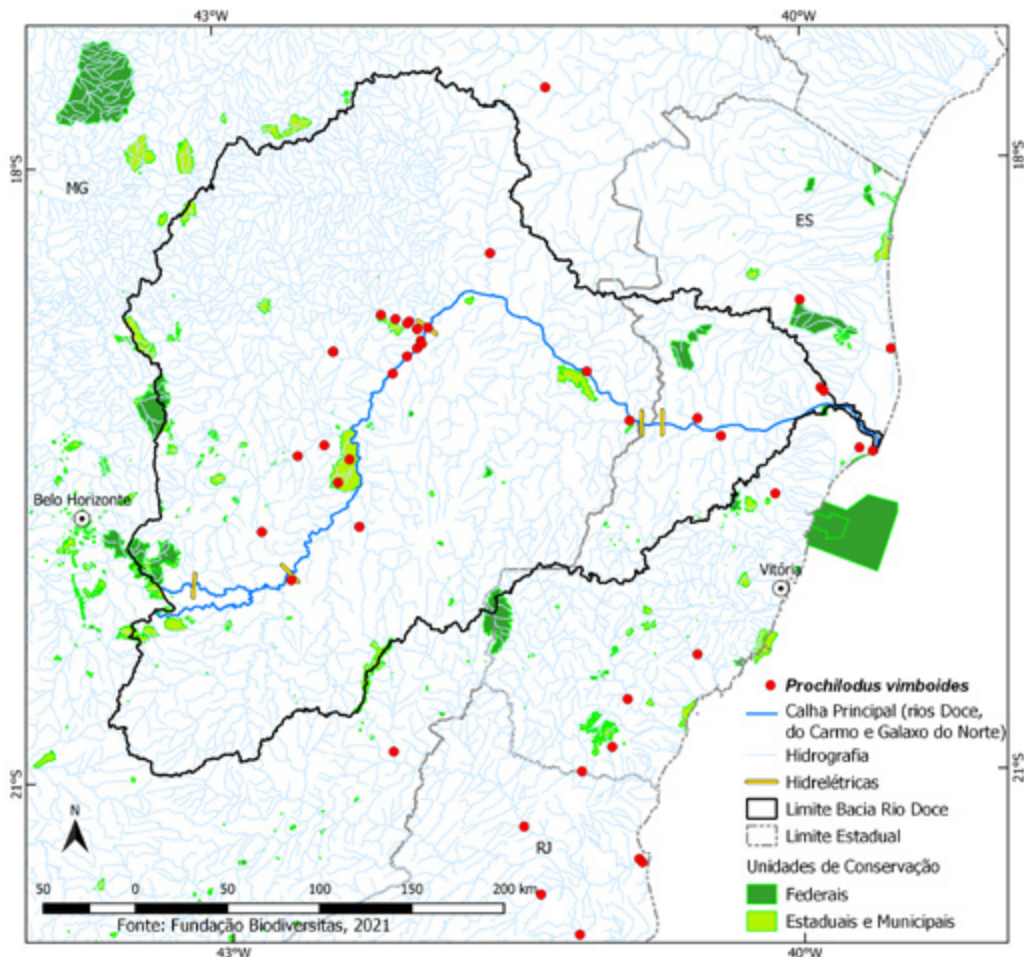 43°W
40°W
18°S
18°S
MG
ES
Belo Horizonte
Vitória
Prochilodus vimboides
Calha Principal (rios Doce,
do Carmo e Galaxo do Norte)
Hidrografia
Hidrelétricas
Limite Bacia Rio Doce
Limite Estadual
Unidades de Conservação
Federais
Estaduais e Municipais
21°S
21°S
N
RJ
50 0 50 100 150 200 km
Fonte: Fundação Biodiversitas, 2021
43°W
40°W